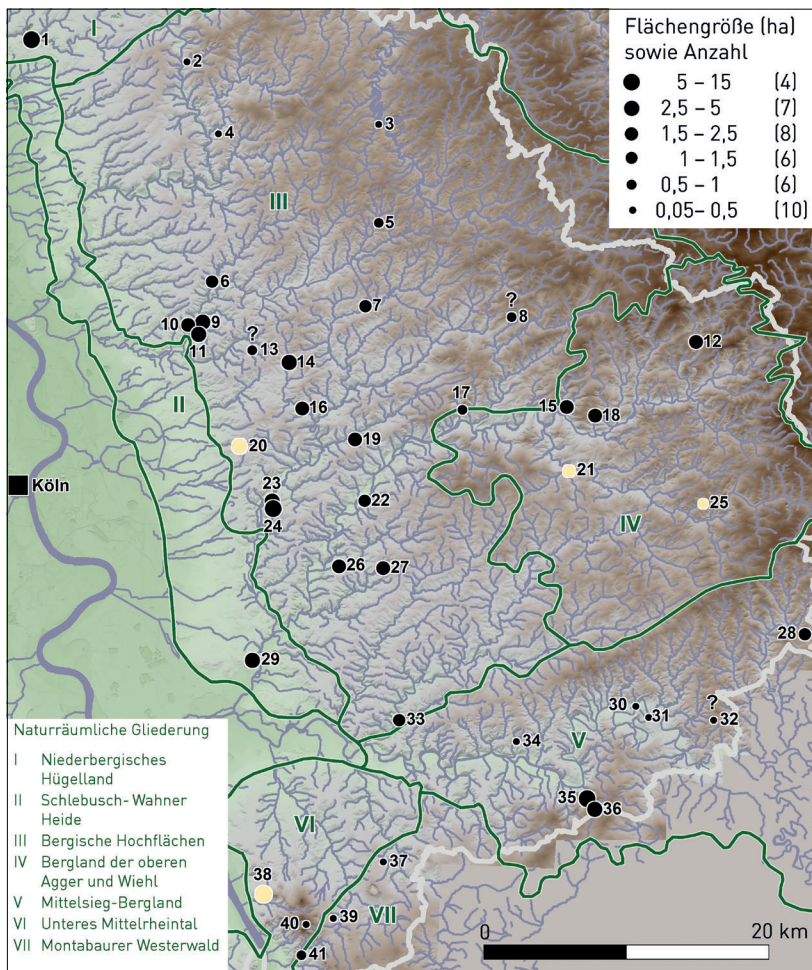 Flächengröße (ha)
sowie Anzahl
5 – 15 (4)
2,5 – 5 (7)
1,5 – 2,5 (8)
1 – 1,5 (6)
0,5 – 1 (6)
0,05– 0,5 (10)
I
1
2
3
4
III
5
6
7
?
8
10
9
11
?
13
12
14
II
16
17
15
18
20
19
21
Köln
23
24
22
25
IV
26
27
28
29
30
31
?
32
33
34
V
35
36
Naturräumliche Gliederung
I Niederbergisches
Hügelland
II Schlebusch- Wahner
Heide
III Bergische Hochflächen
IV Bergland der oberen
Agger und Wiehl
V Mittelsieg-Bergland
VI Unteres Mittelrheintal
VII Montabaurer Westerwald
VI
37
38
39
VII
40
41
0 20 km